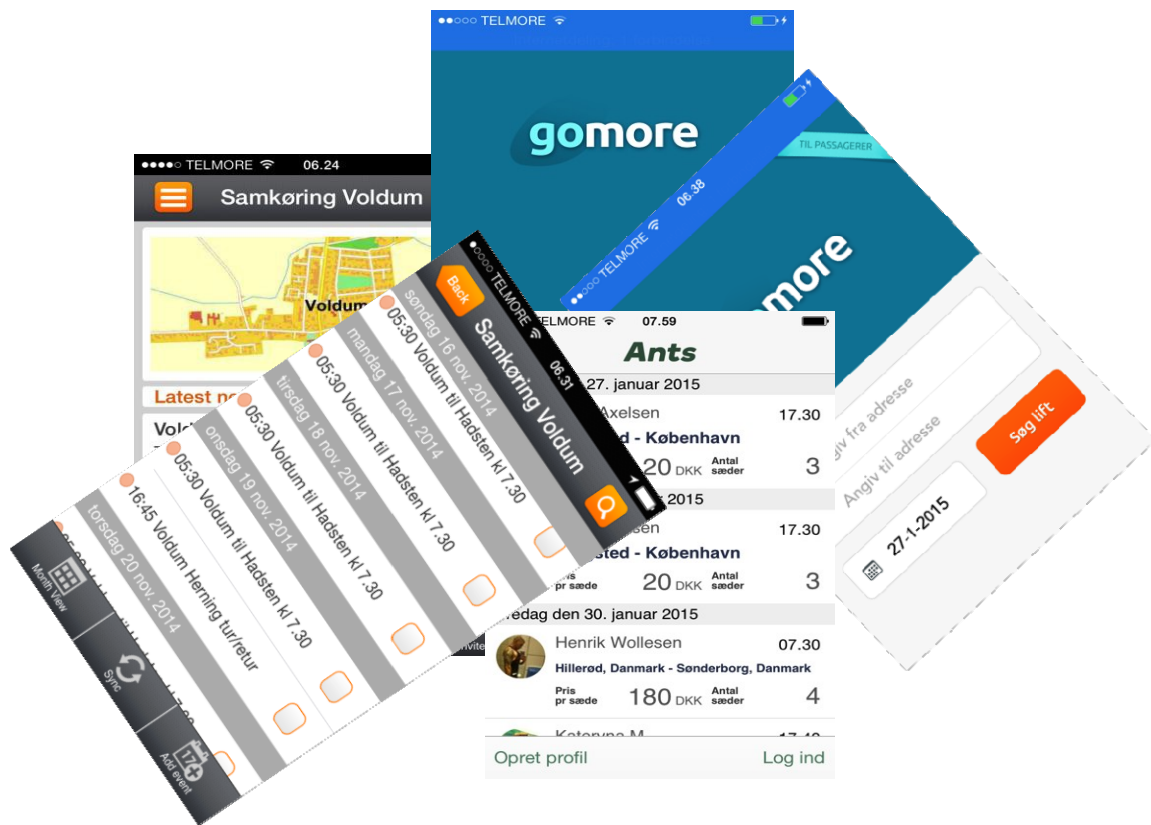 TELMORE
gomore
TELMORE 06.38
TIL PASSAGERER
omore
fra adresse
Angiv til adresse
Søg lift
27-1-2015
TELMORE 06.24
Samkøring Voldum
Voldum
Latest
TELMORE 06.31
Back Samkøring Voldum
søndag 16 nov. 2014
05:30 Voldum til Hadsten kl 7.30
mandag 17 nov. 2014
05:30 Voldum til Hadsten kl 7.30
tirsdag 18 nov. 2014
05:30 Voldum til Hadsten kl 7.30
onsdag 19 nov. 2014
05:30 Voldum til Hadsten kl 7.30
16:45 Voldum Herning tur/retur
torsdag 20 nov. 2014
Month View
Sync
17+
Add event
ELMORE 07.59
Ants
27. januar 2015
Axelsen 17.30
d - København
20 DKK Antal sæder 3
2015
sen 17.30
sted - København
Pris pr sæde 20 DKK Antal sæder 3
edag den 30. januar 2015
Henrik Wollesen 07.30
Hillerød, Danmark - Sønderborg, Danmark
Pris pr sæde 180 DKK Antal sæder 4
Opret profil Log ind